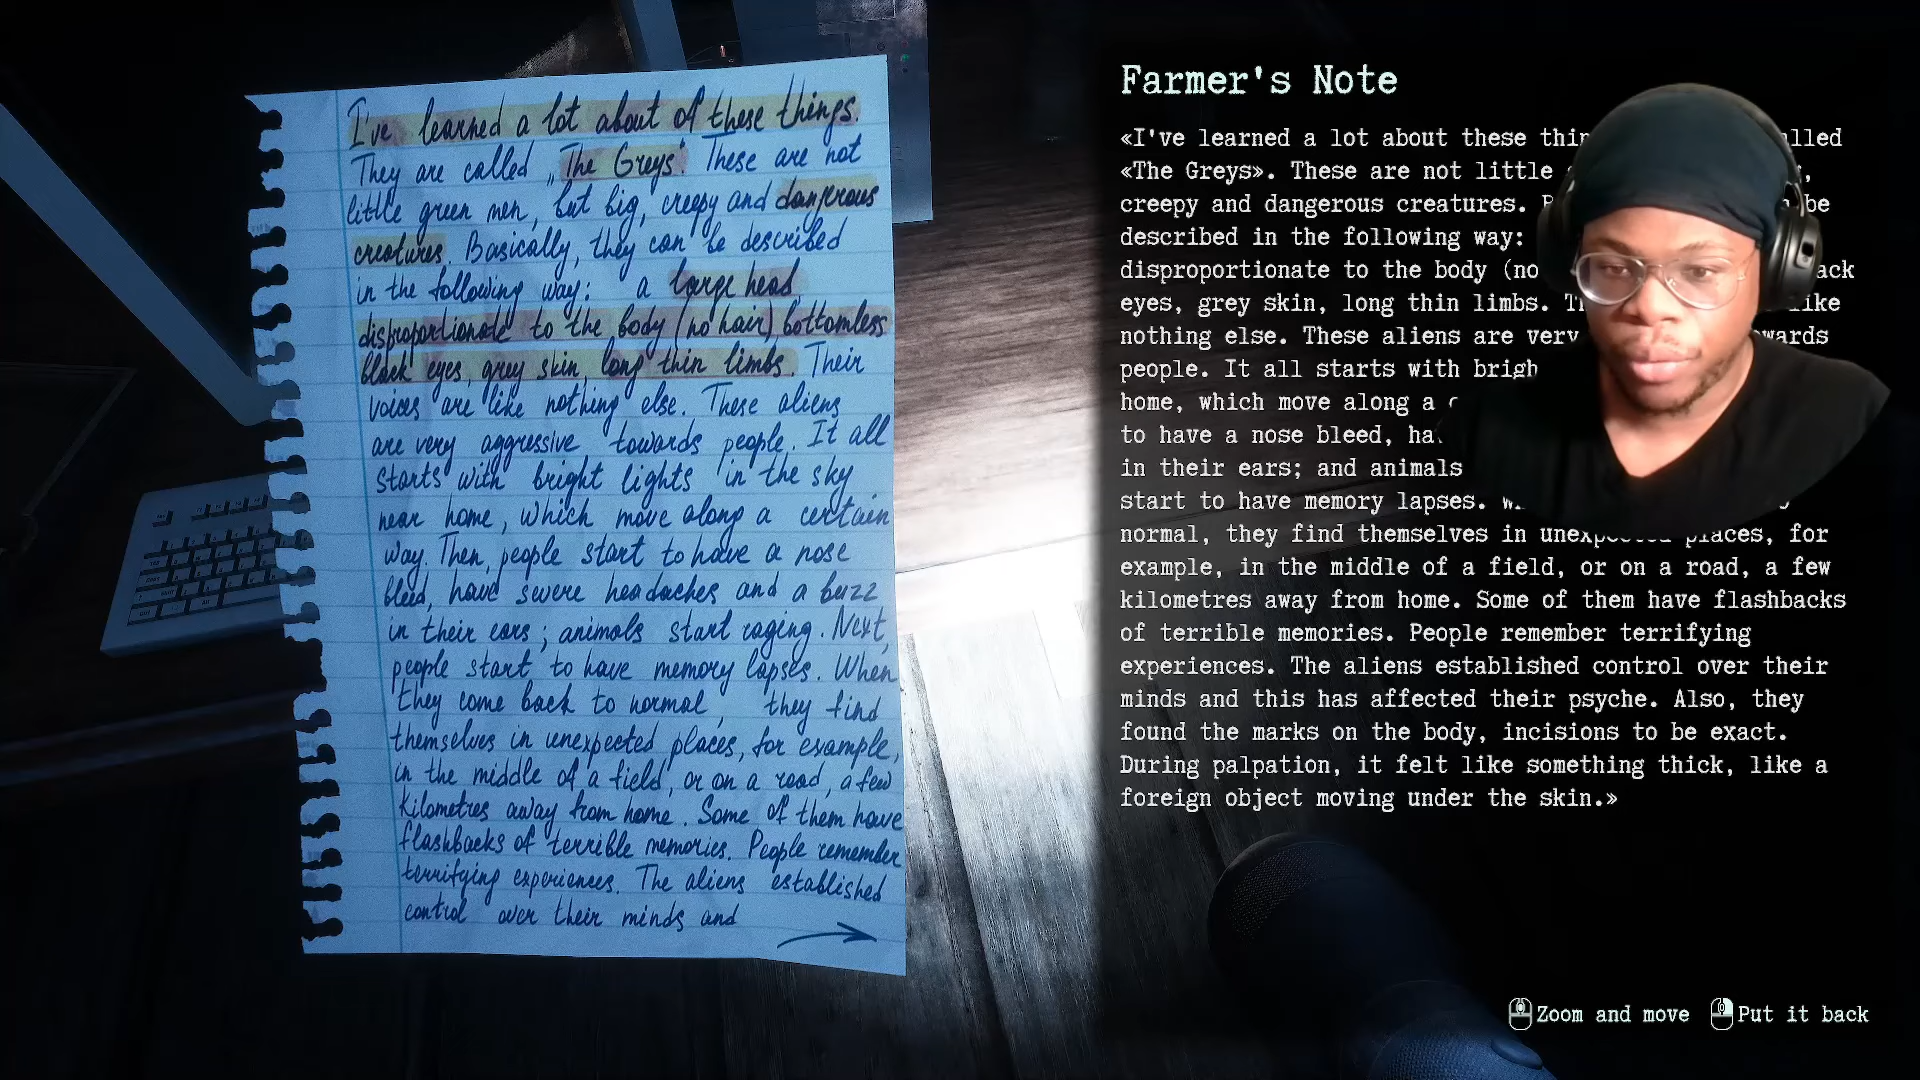 I've learned a lot about of these things.
They are called „The Greys". These are not
little green men, but big, creepy and dangerous
creatures. Basically, they can be described
in the following way: a large head
disproportionate to the body (no hair) bottomless
black eyes, grey skin, long thin limbs. Their
voices are like nothing else. These aliens
are very aggressive towards people. It all
starts with bright lights in the sky
near home, which move along a certain
way. Then, people start to have a nose
bleed, have severe headaches and a buzz
in their ears; animals start raging. Next,
people start to have memory lapses. When
they come back to normal, they find
themselves in unexpected places, for example,
in the middle of a field, or on a road, a few
kilometres away from home. Some of them have
flashbacks of terrible memories. People remember
terrifying experiences. The aliens established
control over their minds and
Farmer's Note
«I've learned a lot about these
«The Greys». These are not little
creepy and dangerous creatures. be
described in the following way:
disproportionate to the body (no
eyes, grey skin, long thin limbs. like
nothing else. These aliens are very
people. It all starts with
home, which move along a
to have a nose bleed,
in their ears; and animals
start to have memory lapses.
normal, they find themselves in unexpected places, for
example, in the middle of a field, or on a road, a few
kilometres away from home. Some of them have flashbacks
of terrible memories. People remember terrifying
experiences. The aliens established control over their
minds and this has affected their psyche. Also, they
found the marks on the body, incisions to be exact.
During palpation, it felt like something thick, like a
foreign object moving under the skin.»
Zoom and move Put it back